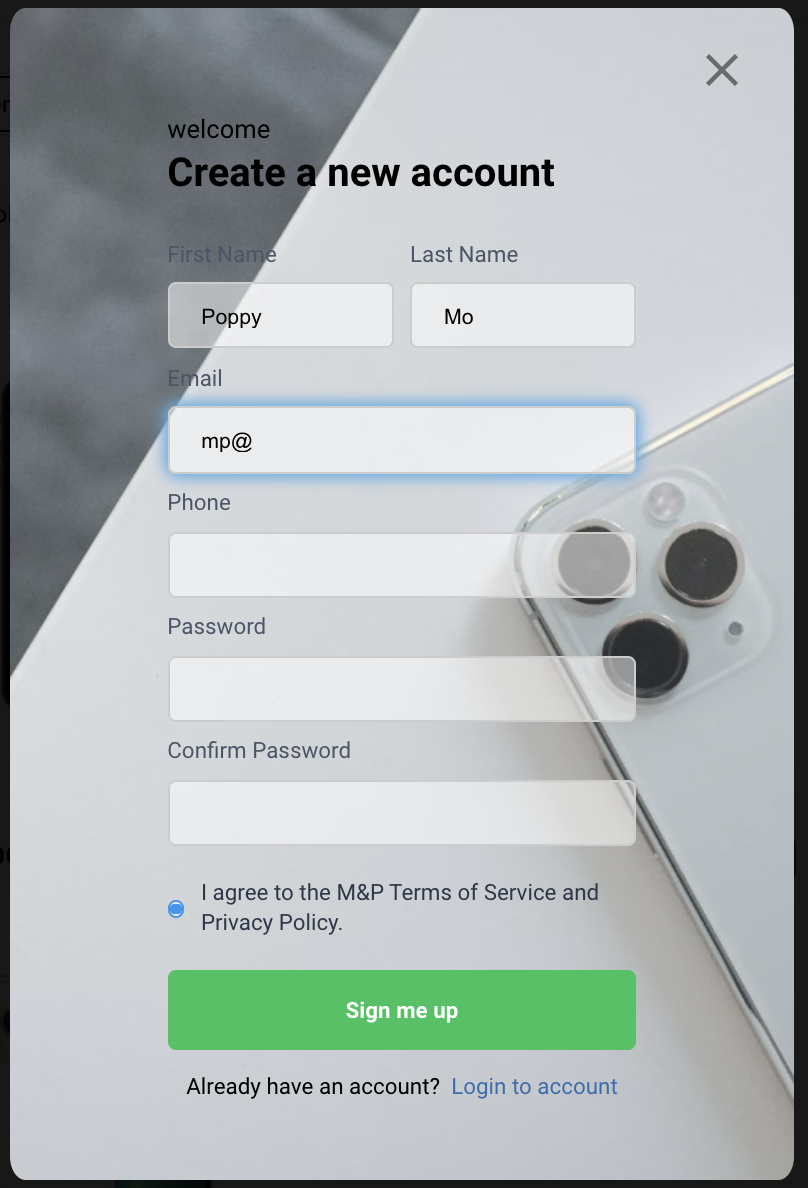 welcome
Create a new account
First Name
Last Name
Poppy
Mo
Email
mp@
Phone
Password
Confirm Password
I agree to the M&P Terms of Service and
Privacy Policy.
Sign me up
Already have an account? Login to account